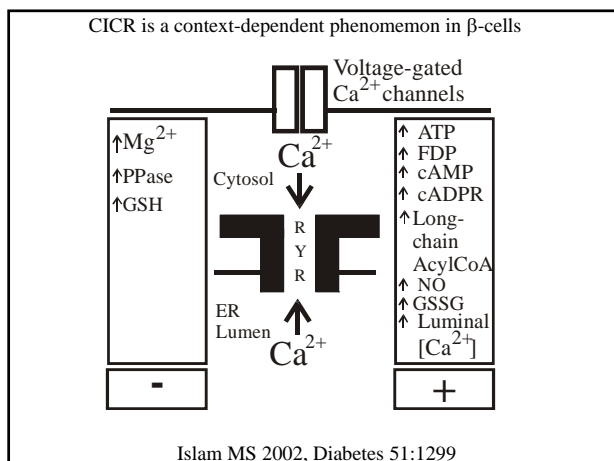 CICR is a context-dependent phenomemon in β-cells
Voltage-gated
Ca²⁺ channels
↑Mg²⁺
↑PPase
↑GSH
Ca²⁺
Cytosol
R
Y
R
ER
Lumen
Ca²⁺
↑ ATP
↑ FDP
↑ cAMP
↑ cADPR
↑ Long-
chain
AcylCoA
↑ NO
↑ GSSG
↑ Luminal
[Ca²⁺]
-
+
Islam MS 2002, Diabetes 51:1299